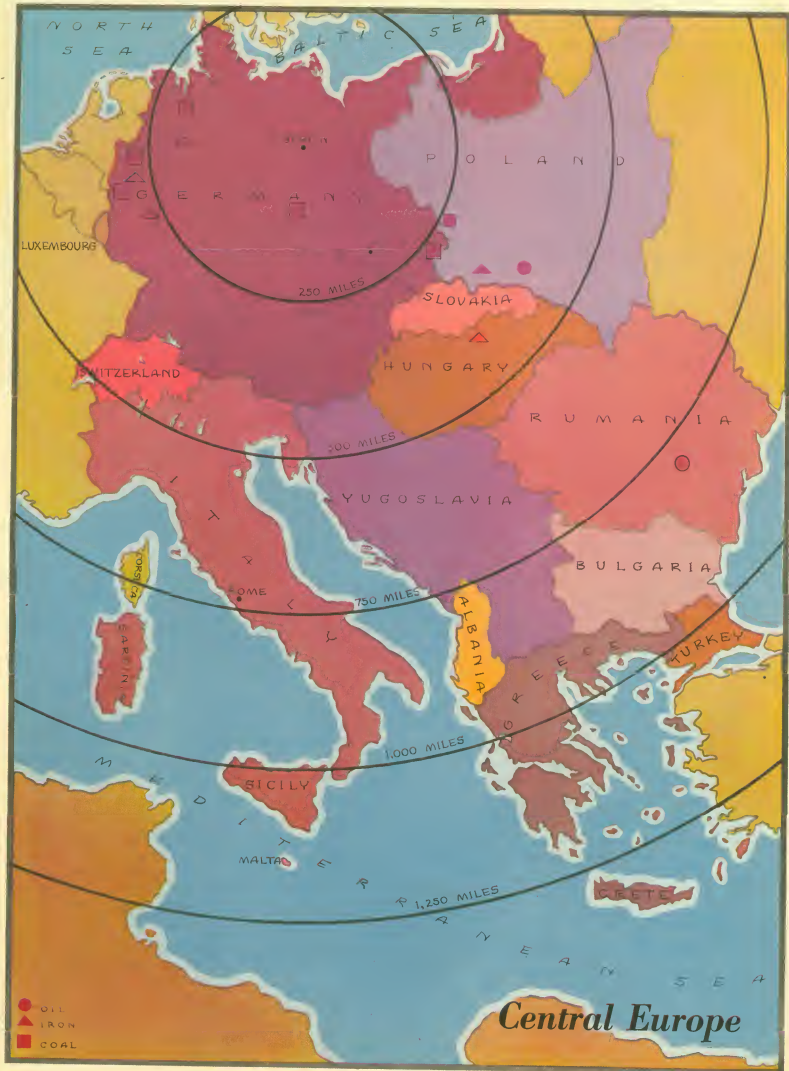 NORTH
SEA
BALTIC SEA
BERLIN
POLAND
GERMANY
LUXEMBOURG
250 MILES
SLOVAKIA
SWITZERLAND
HUNGARY
RUMANIA
500 MILES
YUGOSLAVIA
ITALY
CORSICA
BULGARIA
ROME
750 MILES
ALBANIA
SARDINIA
GREECE
TURKEY
1,000 MILES
SICILY
MALTA
MEDITERRANEAN SEA
1,250 MILES
CRETE
OIL
IRON
COAL
Central Europe